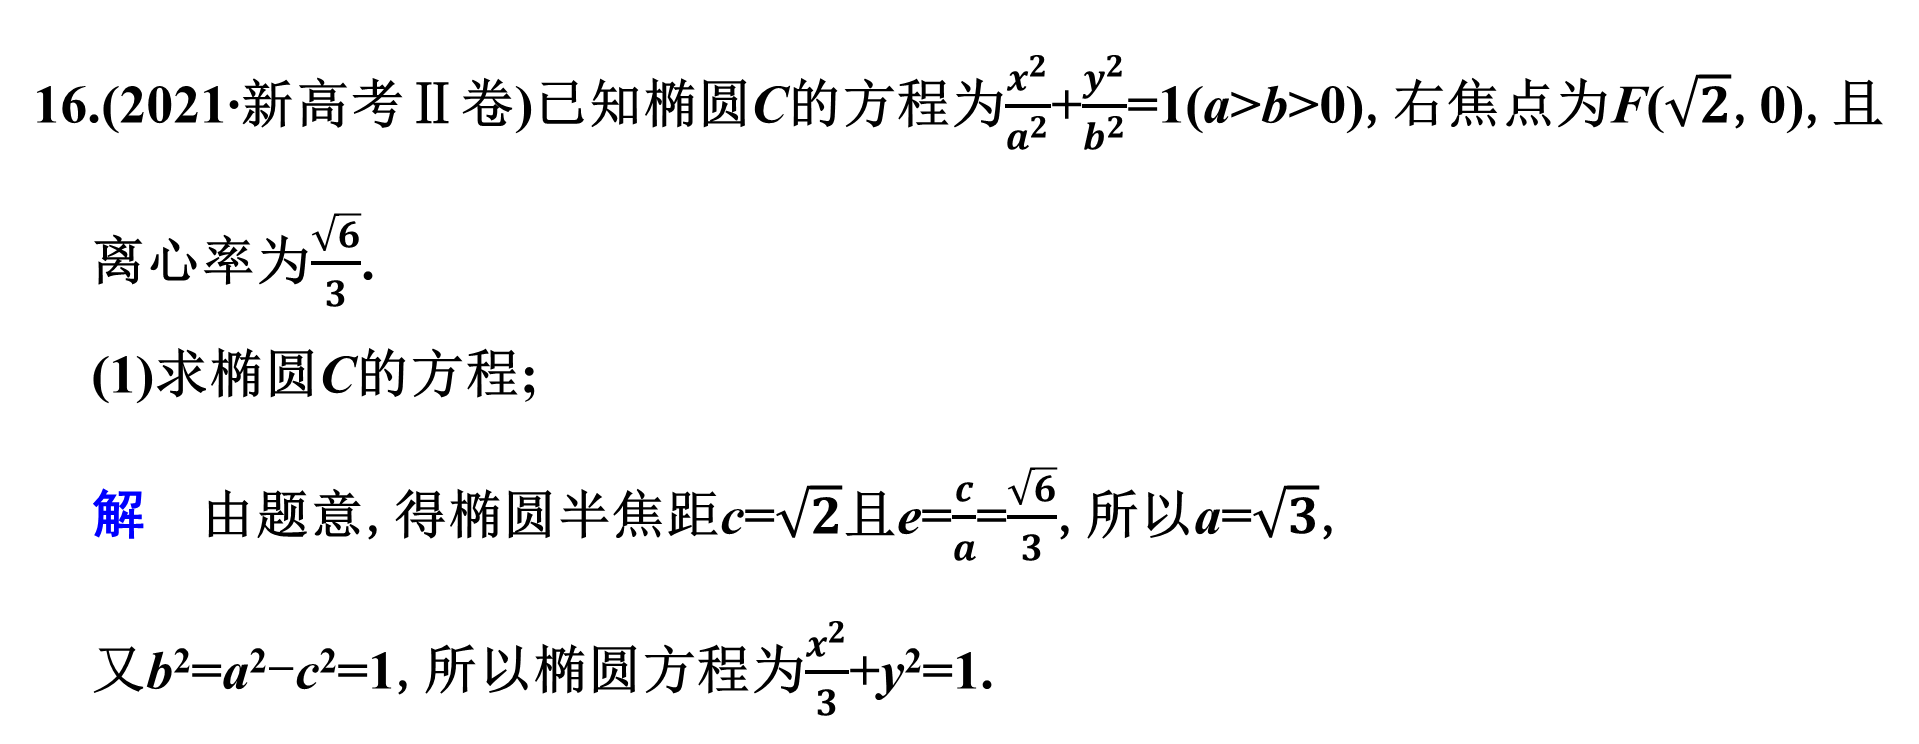 16.(2021·新高考Ⅱ卷)已知椭圆C的方程为x²/a²+y²/b²=1(a>b>0), 右焦点为F(√2, 0), 且
离心率为√6/3.
(1)求椭圆C的方程;
解 由题意, 得椭圆半焦距c=√2且e=c/a=√6/3, 所以a=√3,
又b²=a²−c²=1, 所以椭圆方程为x²/3+y²=1.